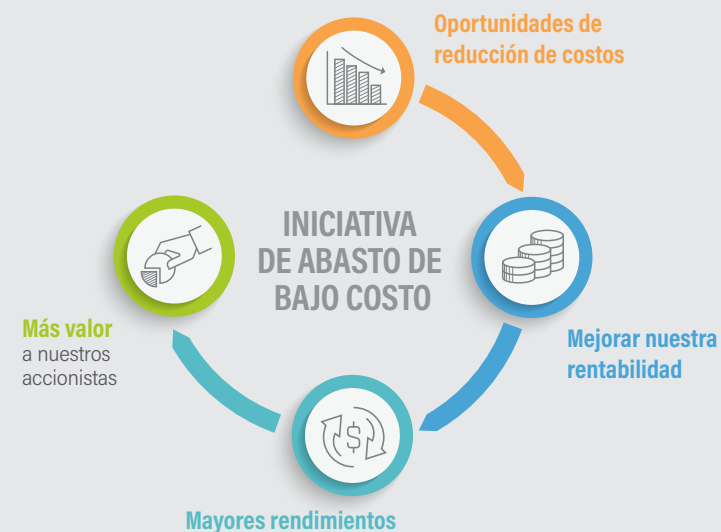 Oportunidades de
reducción de costos
INICIATIVA
DE ABASTO DE
BAJO COSTO
Mejorar nuestra
rentabilidad
$
Mayores rendimientos
Más valor
a nuestros
accionistas